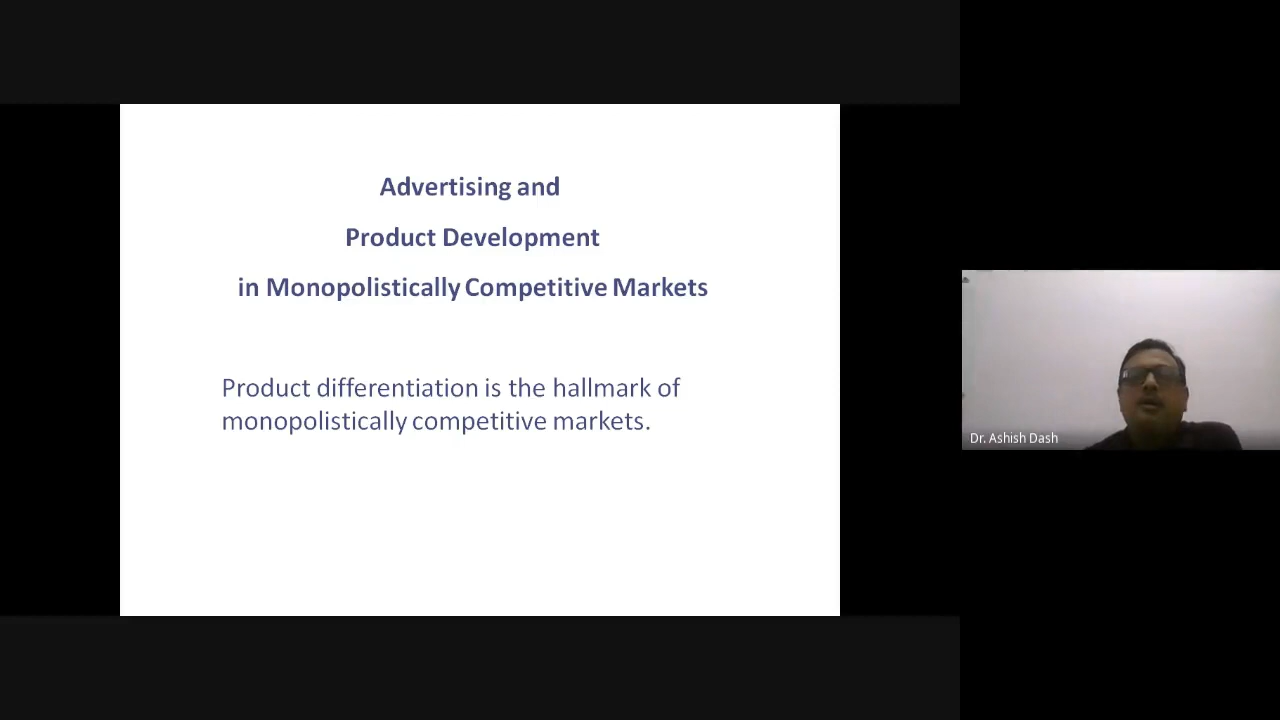 Advertising and
Product Development
in Monopolistically Competitive Markets
Product differentiation is the hallmark of
monopolistically competitive markets.
Dr. Ashish Dash